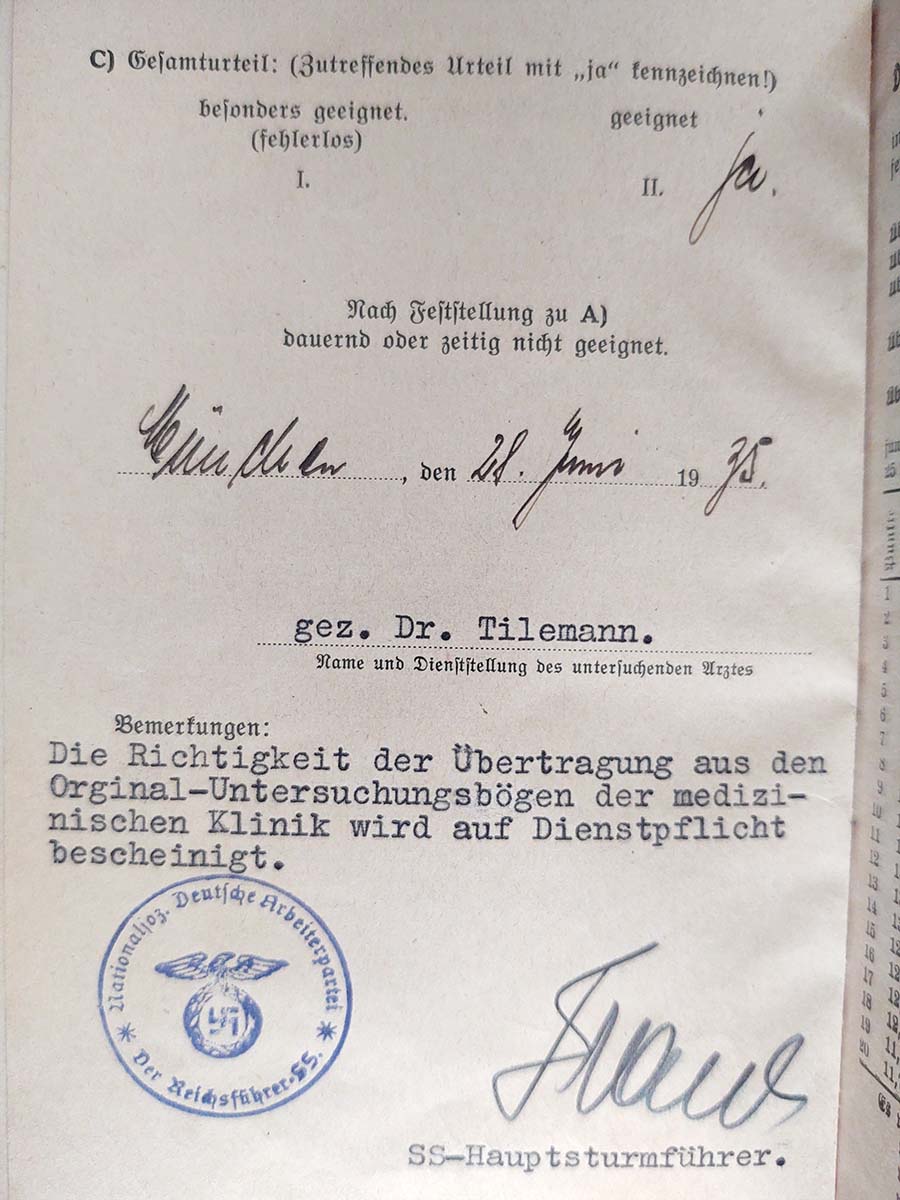 C) Gesamturteil: (Zutreffendes Urteil mit „ja“ kennzeichnen!)
besonders geeignet.
(fehlerlos)
I.
geeignet
II. ja.
Nach Feststellung zu A)
dauernd oder zeitig nicht geeignet.
München, den 28. Juni 1935.
gez. Dr. Tilemann.
Name und Dienststellung des untersuchenden Arztes
Bemerkungen:
Die Richtigkeit der Übertragung aus den
Orginal-Untersuchungsbögen der medizi-
nischen Klinik wird auf Dienstpflicht
bescheinigt.
Nationalsoz. Deutsche Arbeiterpartei
* Der Reichsführer-SS. *
SS-Hauptsturmführer.